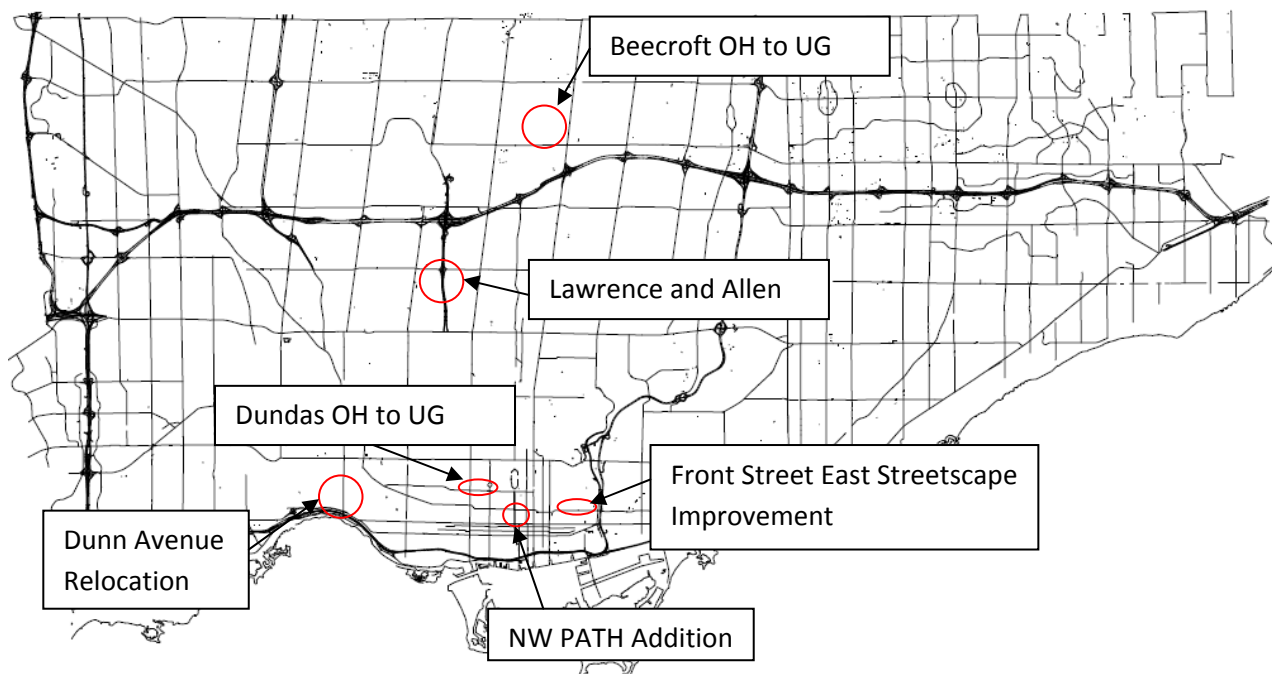 Beecroft OH to UG
Lawrence and Allen
Dundas OH to UG
Front Street East Streetscape
Improvement
Dunn Avenue
Relocation
NW PATH Addition